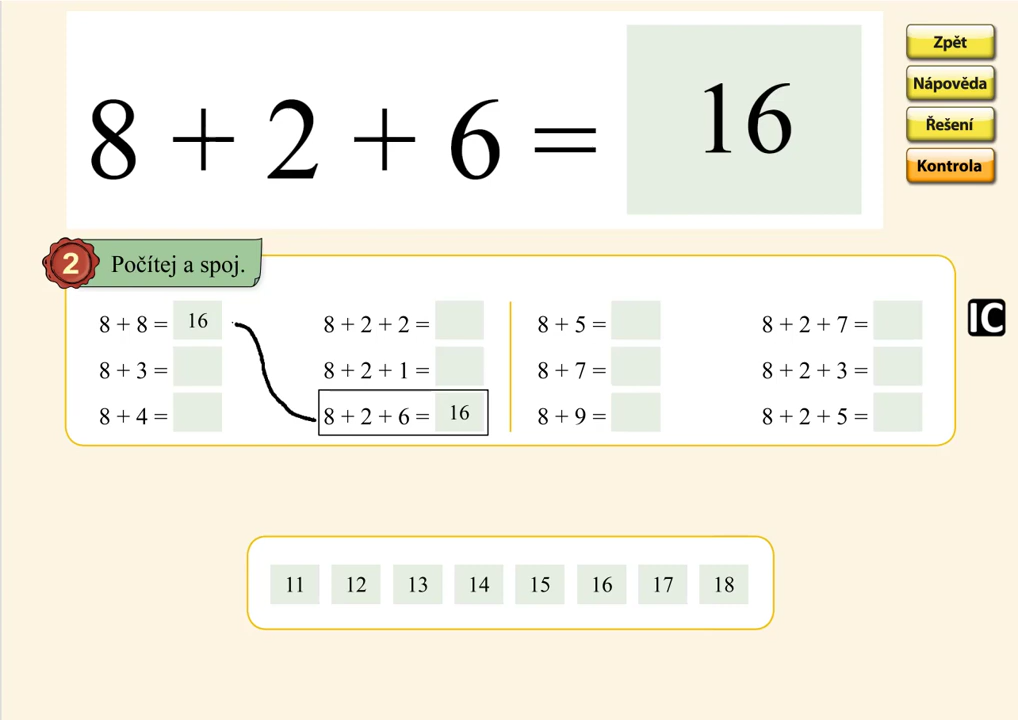 8 + 2 + 6 = 16
Zpět
Nápověda
Řešení
Kontrola
2 Počítej a spoj.
8 + 8 = 16 8 + 2 + 2 = 8 + 5 = 8 + 2 + 7 =
8 + 3 = 8 + 2 + 1 = 8 + 7 = 8 + 2 + 3 =
8 + 4 = 8 + 2 + 6 = 16 8 + 9 = 8 + 2 + 5 =
IC
11 12 13 14 15 16 17 18